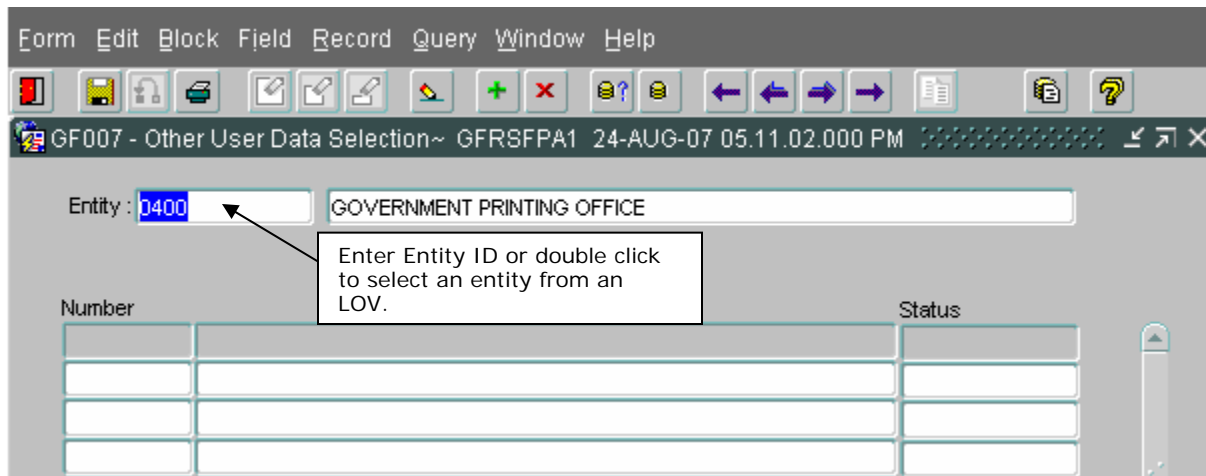 Form Edit Block Field Record Query Window Help
GF007 - Other User Data Selection~ GFRSFPA1 24-AUG-07 05.11.02.000 PM
Entity : 0400 GOVERNMENT PRINTING OFFICE
Enter Entity ID or double click
to select an entity from an
LOV.
Number Status